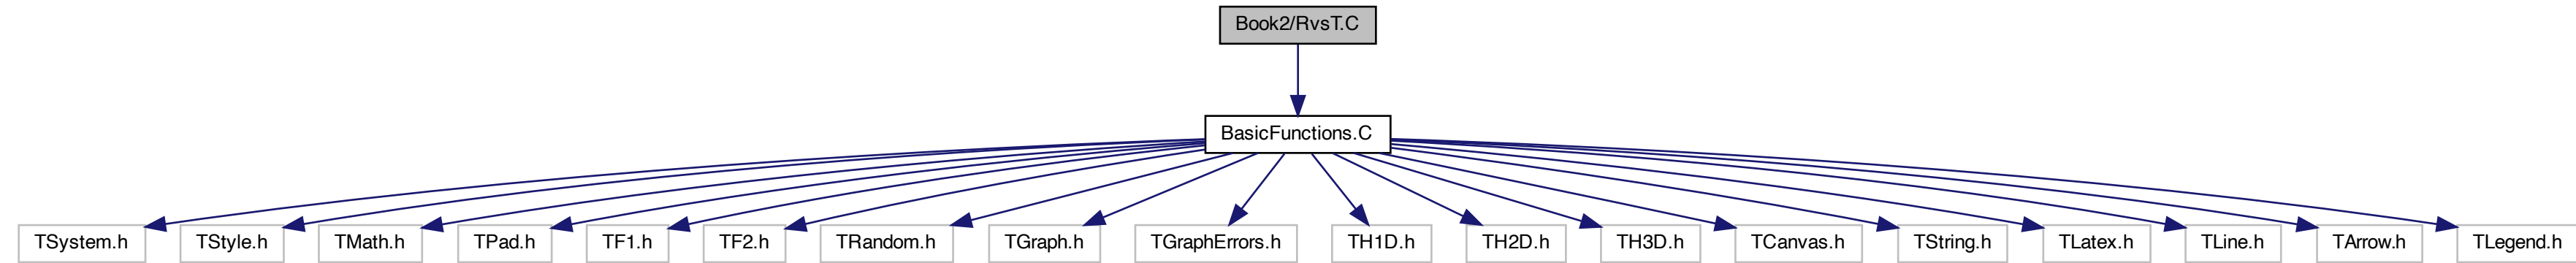 Book2/RvsT.C
BasicFunctions.C
TSystem.h
TStyle.h
TMath.h
TPad.h
TF1.h
TF2.h
TRandom.h
TGraph.h
TGraphErrors.h
TH1D.h
TH2D.h
TH3D.h
TCanvas.h
TString.h
TLatex.h
TLine.h
TArrow.h
TLegend.h